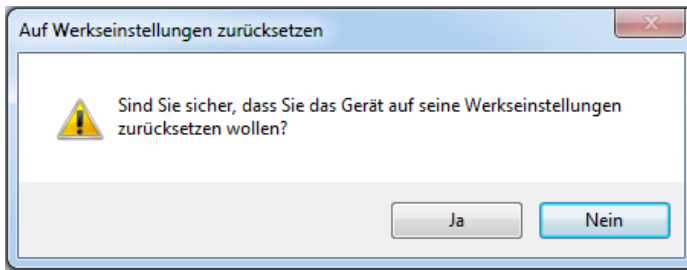 Auf Werkseinstellungen zurücksetzen
Sind Sie sicher, dass Sie das Gerät auf seine Werkseinstellungen
zurücksetzen wollen?
Ja
Nein